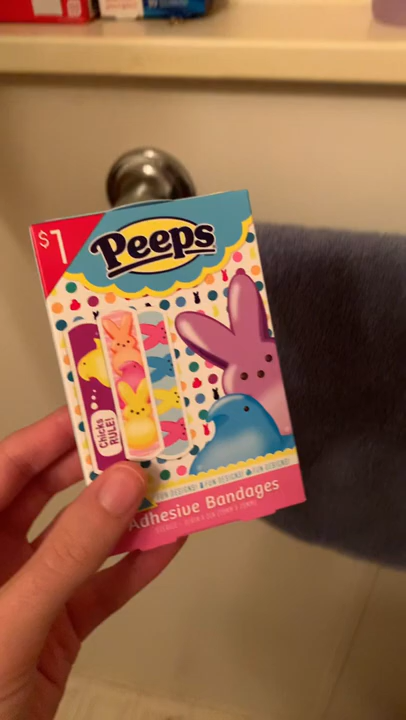 $1
Peeps
Chicks
RULE!
FUN DESIGNS! FUN DESIGNS! FUN DESIGNS!
Adhesive Bandages